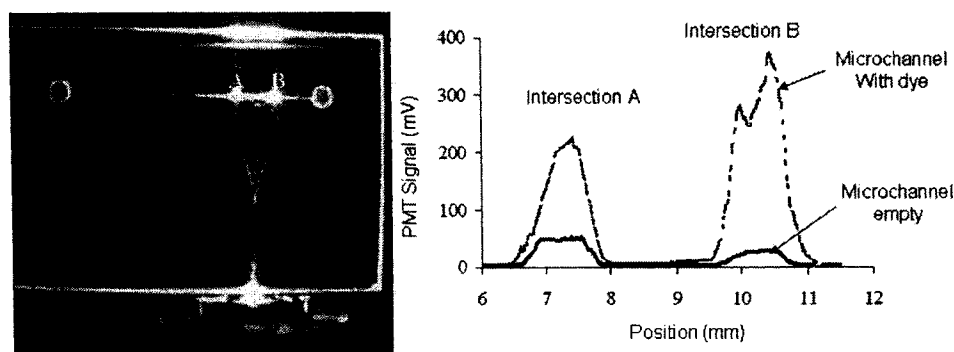 A B
Intersection B
Intersection A
Microchannel
With dye
Microchannel
empty
PMT Signal (mV)
400
300
200
100
0
6 7 8 9 10 11 12
Position (mm)